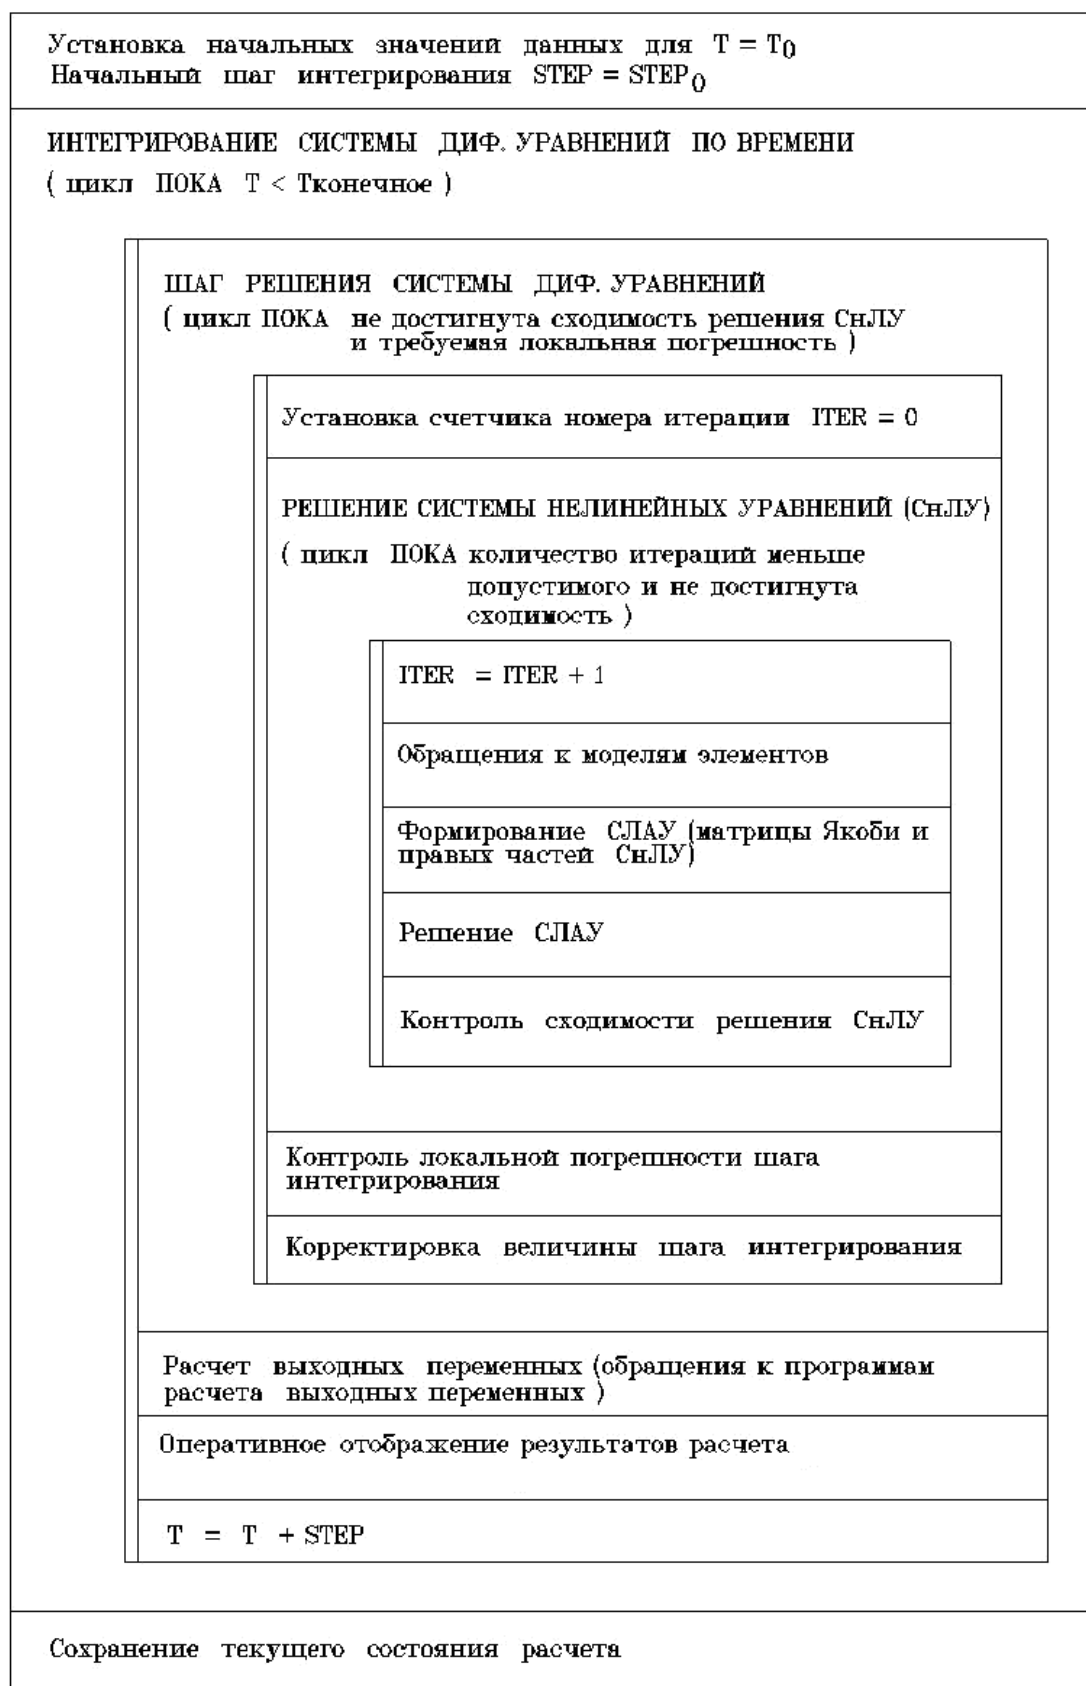 Установка начальных значений данных для T = T0
Начальный шаг интегрирования STEP = STEP0
ИНТЕГРИРОВАНИЕ СИСТЕМЫ ДИФ. УРАВНЕНИЙ ПО ВРЕМЕНИ
( цикл ПОКА T < Tконечное )
ШАГ РЕШЕНИЯ СИСТЕМЫ ДИФ. УРАВНЕНИЙ
( цикл ПОКА не достигнута сходимость решения СнЛУ
и требуемая локальная погрешность )
Установка счетчика номера итерации ITER = 0
РЕШЕНИЕ СИСТЕМЫ НЕЛИНЕЙНЫХ УРАВНЕНИЙ (СнЛУ)
( цикл ПОКА количество итераций меньше
допустимого и не достигнута
сходимость )
ITER = ITER + 1
Обращения к моделям элементов
Формирование СЛАУ (матрицы Якоби и
правых частей СнЛУ)
Решение СЛАУ
Контроль сходимости решения СнЛУ
Контроль локальной погрешности шага
интегрирования
Корректировка величины шага интегрирования
Расчет выходных переменных (обращения к программам
расчета выходных переменных )
Оперативное отображение результатов расчета
T = T + STEP
Сохранение текущего состояния расчета